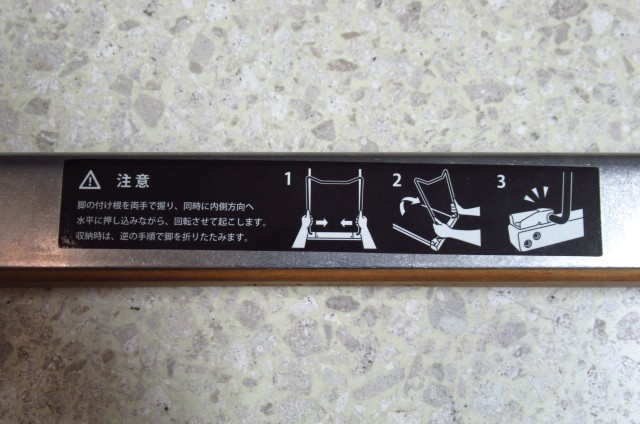 注意
脚の付け根を両手で握り、同時に内側方向へ
水平に押し込みながら、回転させて起こします。
収納時は、逆の手順で脚を折りたたみます。
1
2
3